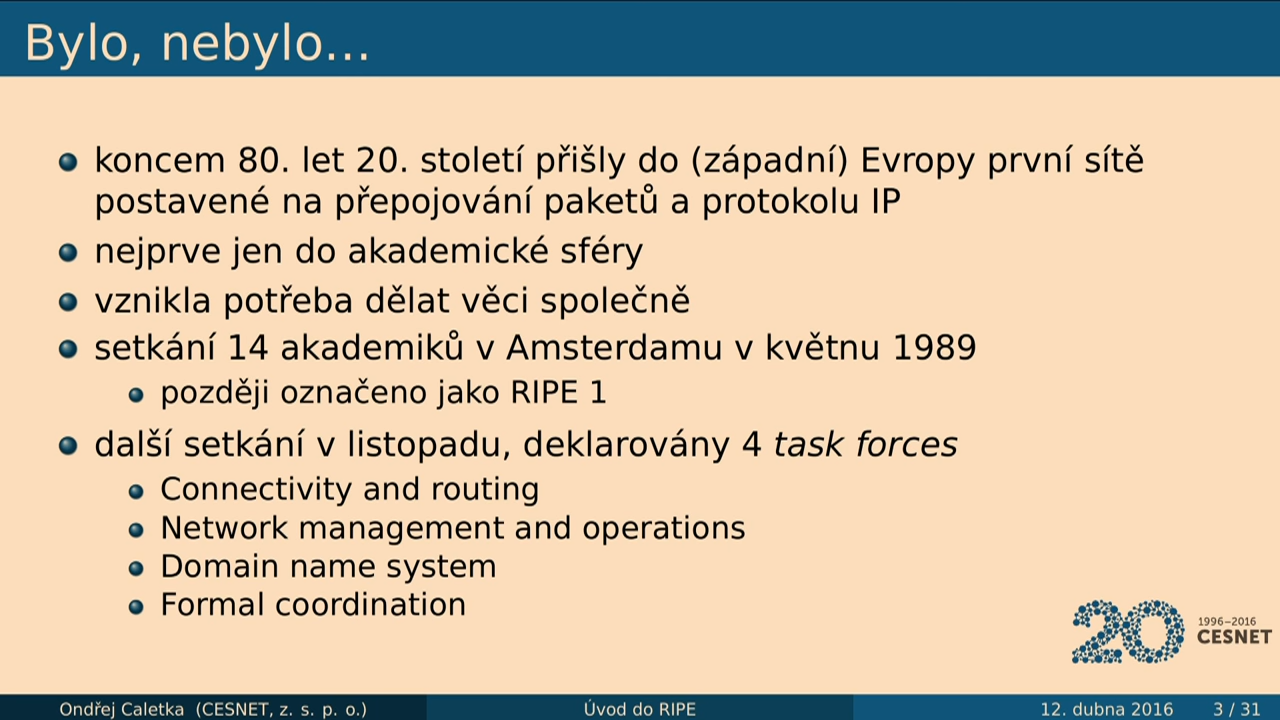 Bylo, nebylo...
koncem 80. let 20. století přišly do (západní) Evropy první sítě
postavené na přepojování paketů a protokolu IP
nejprve jen do akademické sféry
vznikla potřeba dělat věci společně
setkání 14 akademiků v Amsterdamu v květnu 1989
později označeno jako RIPE 1
další setkání v listopadu, deklarovány 4 task forces
Connectivity and routing
Network management and operations
Domain name system
Formal coordination
20 1996–2016
CESNET
Ondřej Caletka (CESNET, z. s. p. o.) Úvod do RIPE 12. dubna 2016 3 / 31